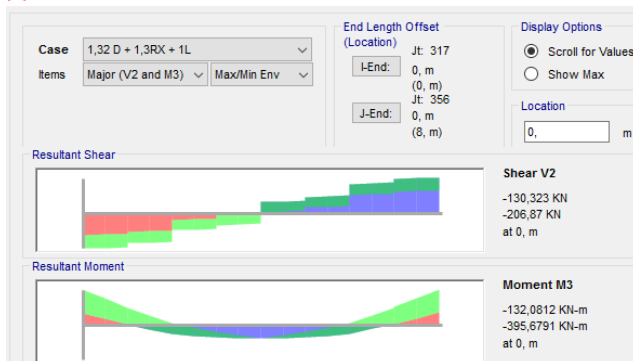 End Length Offset
(Location)
Display Options
Case 1,32 D + 1,3RX + 1L
Jt: 317
Scroll for Values
Items Major (V2 and M3) Max/Min Env
I-End: 0, m
(0, m)
Show Max
Jt: 356
J-End: 0, m
(8, m)
Location
0, m
Resultant Shear
Shear V2
-130,323 KN
-206,87 KN
at 0, m
Resultant Moment
Moment M3
-132,0812 KN-m
-395,6791 KN-m
at 0, m